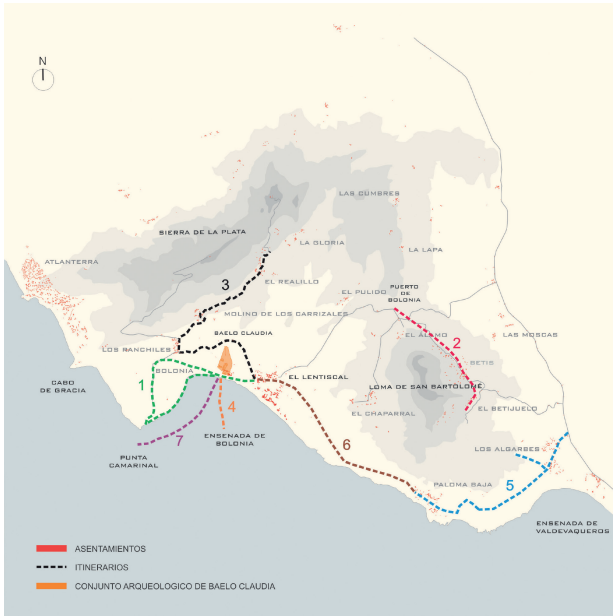 N
LAS CUMBRES
SIERRA DE LA PLATA
LA GLORIA
LA LAPA
ATLANTERRA
3
EL REALILLO
EL PULIDO
PUERTO
DE
BOLONIA
MOLINO DE LOS CARRIZALES
BAELO CLAUDIA
EL ALAMO
2
LAS MOSCAS
LOS RANCHILES
BETIS
BOLONIA
EL LENTISCAL
LOMA DE SAN BARTOLOMÉ
CABO
DE GRACIA
1
4
EL CHAPARRAL
EL BETIJUELO
7
ENSENADA DE
BOLONIA
6
PUNTA
CAMARINAL
LOS ALGARBES
5
PALOMA BAJA
ENSENADA DE
VALDEVAQUEROS
ASENTAMIENTOS
ITINERARIOS
CONJUNTO ARQUEOLOGICO DE BAELO CLAUDIA